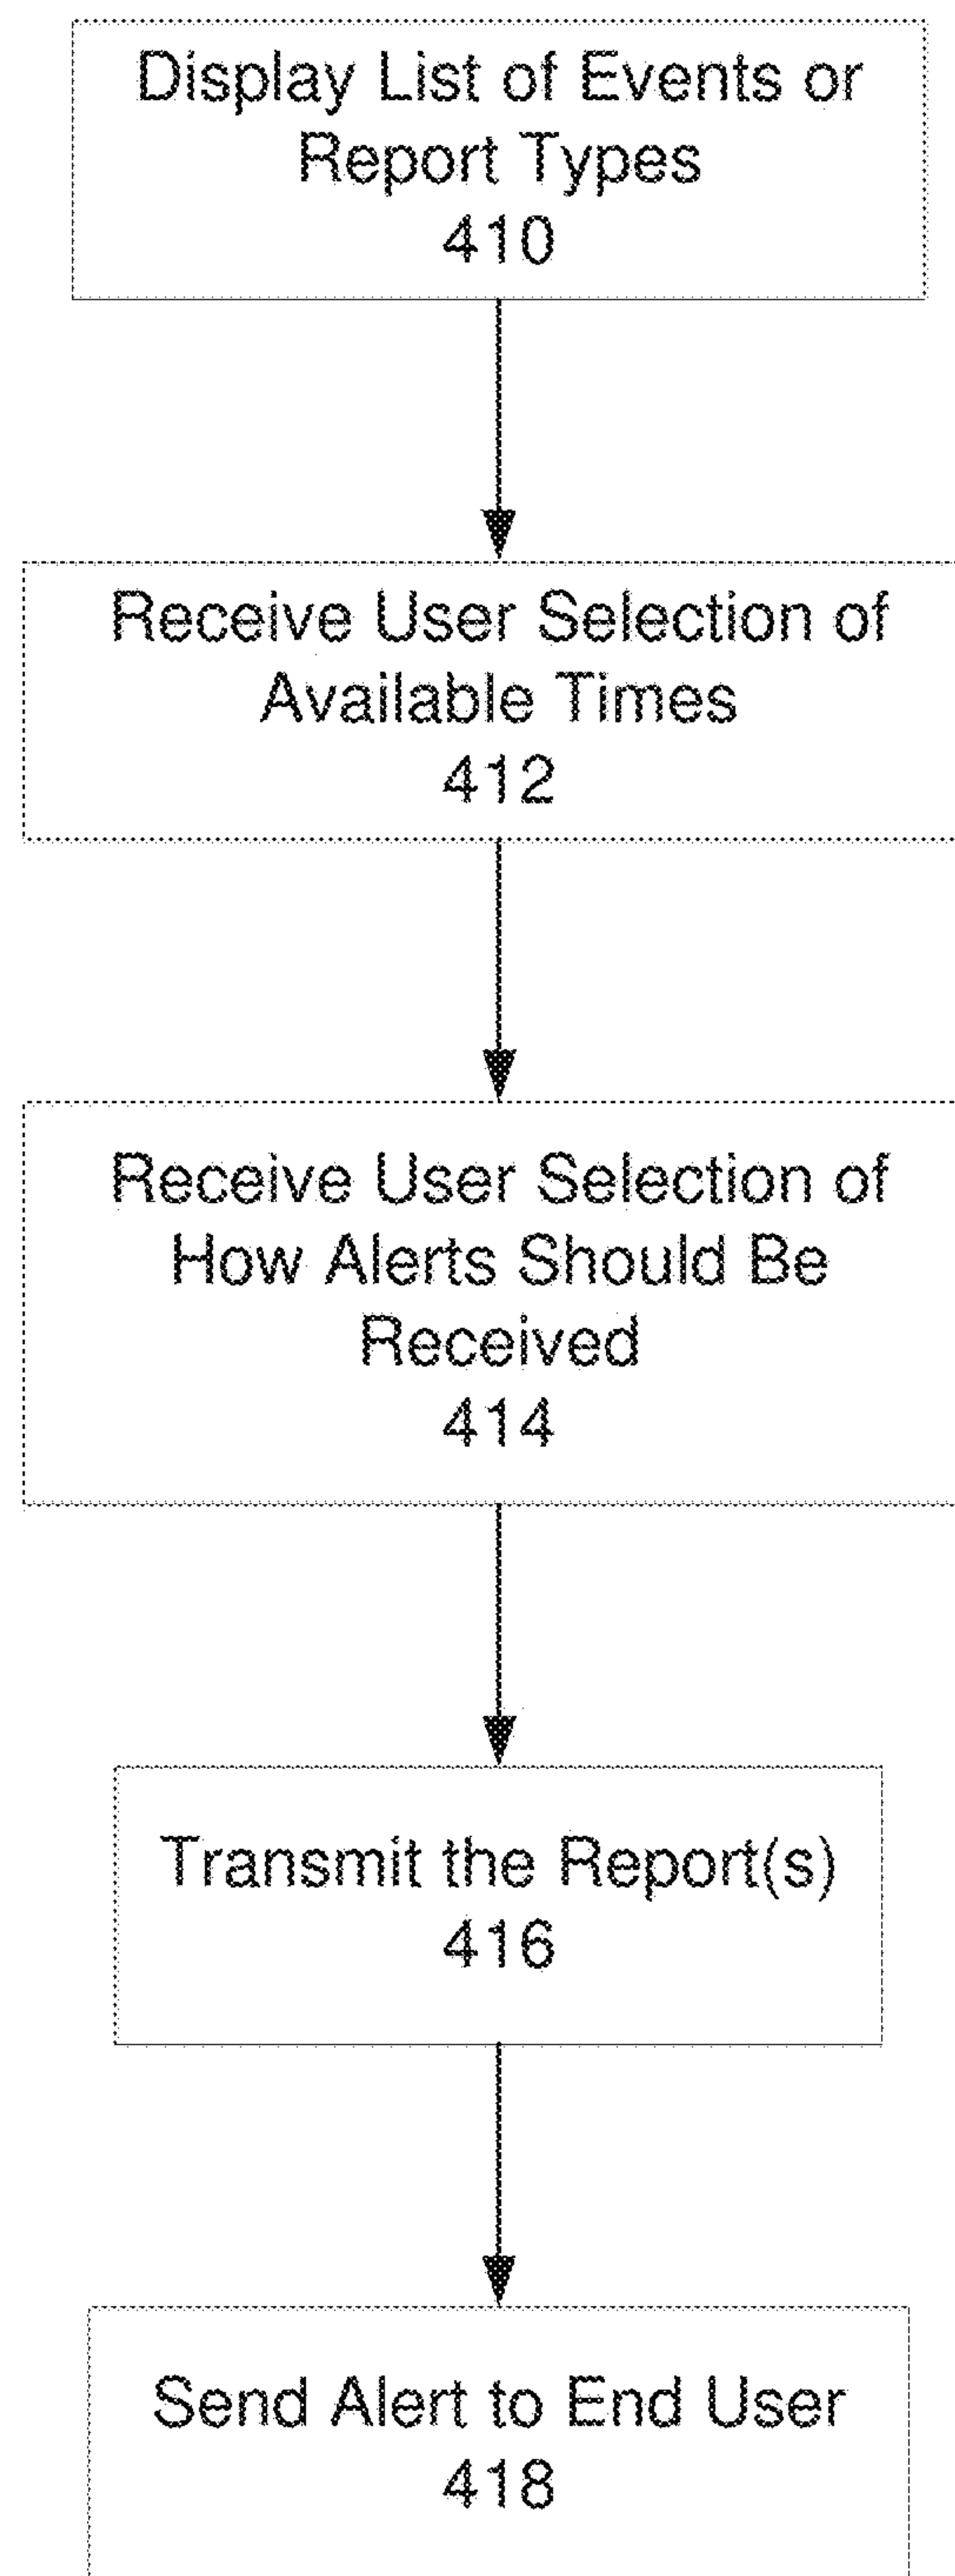 Display List of Events or
Report Types
410
Receive User Selection of
Available Times
412
Receive User Selection of
How Alerts Should Be
Received
414
Transmit the Report(s)
416
Send Alert to End User
418